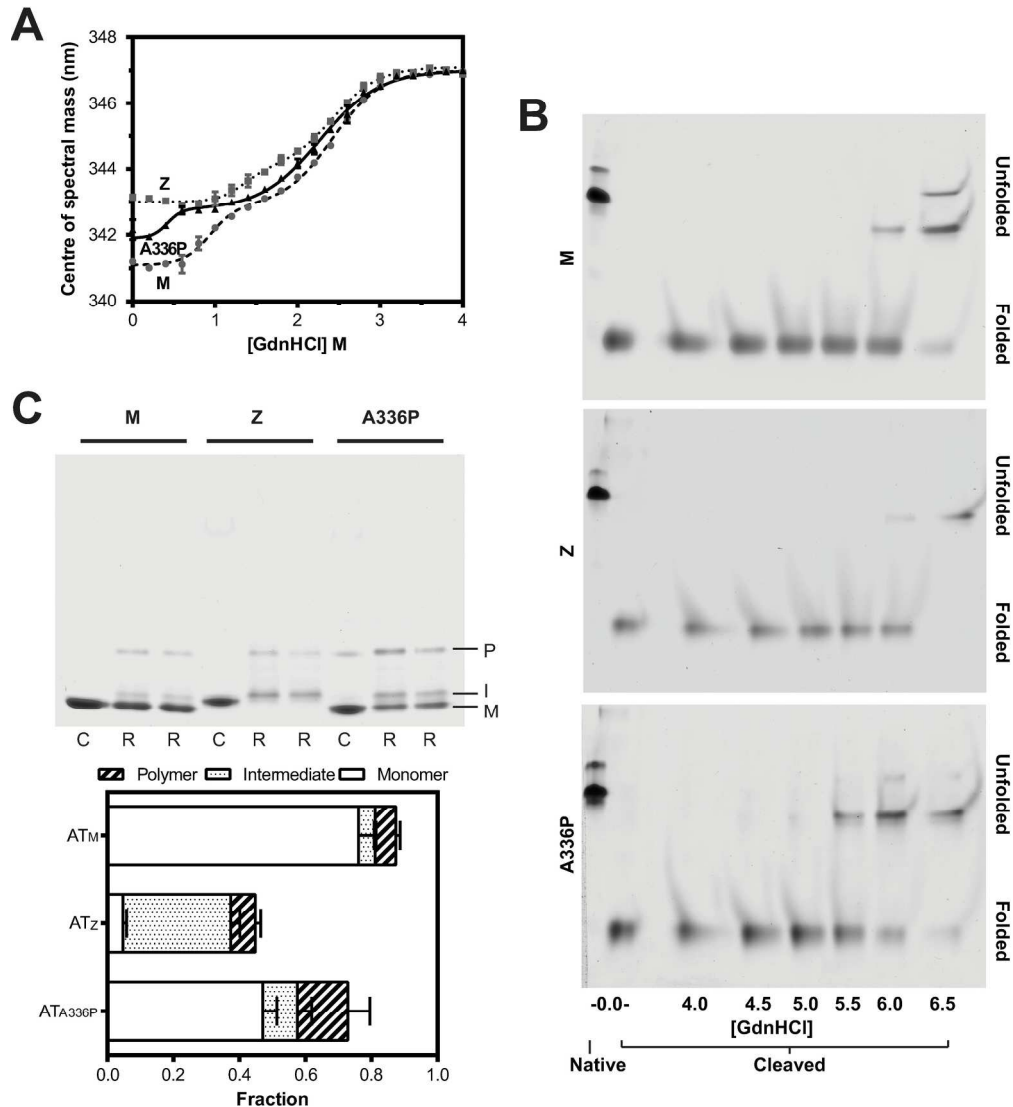 A
348
346
344
342
340
Centre of spectral mass (nm)
Z
A336P
M
0 1 2 3 4
[GdnHCl] M
B
M
Unfolded
Folded
Z
Unfolded
Folded
A336P
Unfolded
Folded
-0.0- 4.0 4.5 5.0 5.5 6.0 6.5
[GdnHCl]
Native Cleaved
C
M Z A336P
P
I
M
C R R C R R C R R
Polymer Intermediate Monomer
ATM
ATZ
ATA336P
0.0 0.2 0.4 0.6 0.8 1.0
Fraction